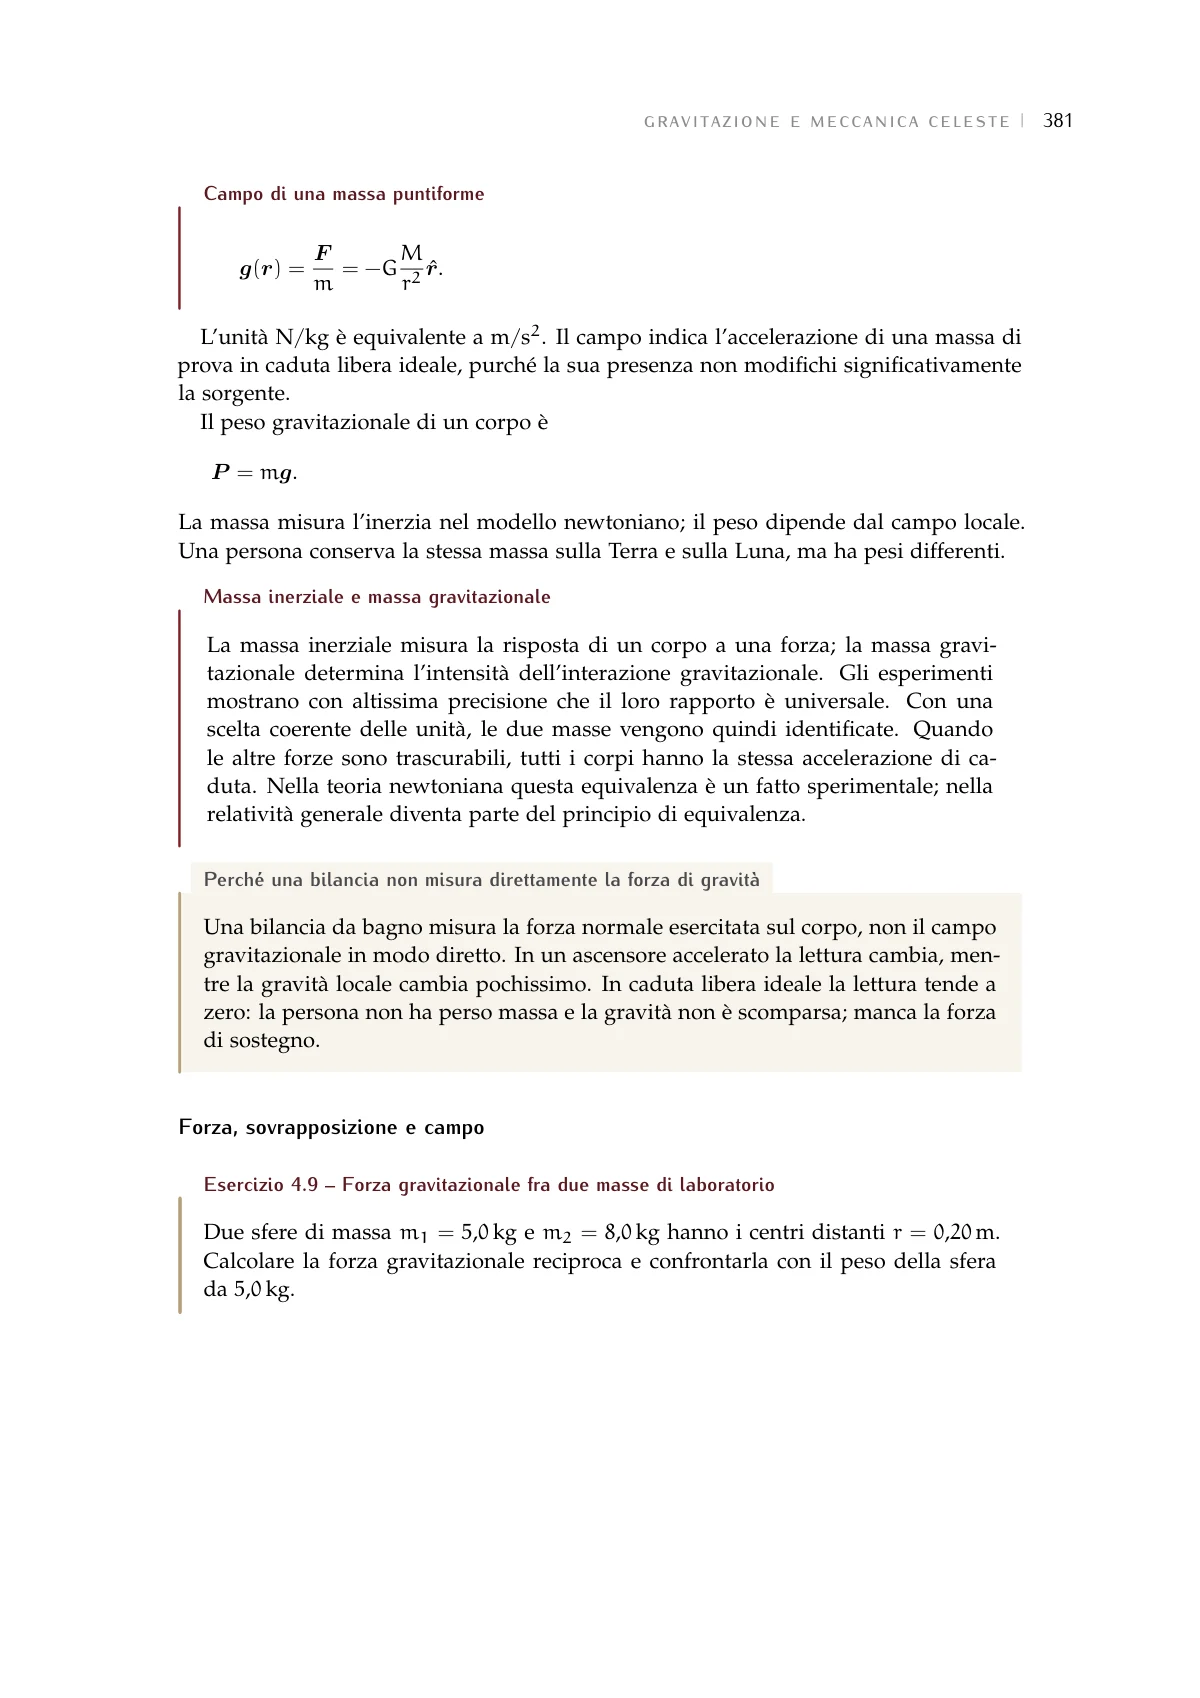 GRAVITAZIONE E MECCANICA CELESTE | 381
Campo di una massa puntiforme
g(r) = F/m = −G M/r² r̂.
L'unità N/kg è equivalente a m/s². Il campo indica l'accelerazione di una massa di
prova in caduta libera ideale, purché la sua presenza non modifichi significativamente
la sorgente.
Il peso gravitazionale di un corpo è
P = mg.
La massa misura l'inerzia nel modello newtoniano; il peso dipende dal campo locale.
Una persona conserva la stessa massa sulla Terra e sulla Luna, ma ha pesi differenti.
Massa inerziale e massa gravitazionale
La massa inerziale misura la risposta di un corpo a una forza; la massa gravi-
tazionale determina l'intensità dell'interazione gravitazionale. Gli esperimenti
mostrano con altissima precisione che il loro rapporto è universale. Con una
scelta coerente delle unità, le due masse vengono quindi identificate. Quando
le altre forze sono trascurabili, tutti i corpi hanno la stessa accelerazione di ca-
duta. Nella teoria newtoniana questa equivalenza è un fatto sperimentale; nella
relatività generale diventa parte del principio di equivalenza.
Perché una bilancia non misura direttamente la forza di gravità
Una bilancia da bagno misura la forza normale esercitata sul corpo, non il campo
gravitazionale in modo diretto. In un ascensore accelerato la lettura cambia, men-
tre la gravità locale cambia pochissimo. In caduta libera ideale la lettura tende a
zero: la persona non ha perso massa e la gravità non è scomparsa; manca la forza
di sostegno.
Forza, sovrapposizione e campo
Esercizio 4.9 – Forza gravitazionale fra due masse di laboratorio
Due sfere di massa m₁ = 5,0 kg e m₂ = 8,0 kg hanno i centri distanti r = 0,20 m.
Calcolare la forza gravitazionale reciproca e confrontarla con il peso della sfera
da 5,0 kg.